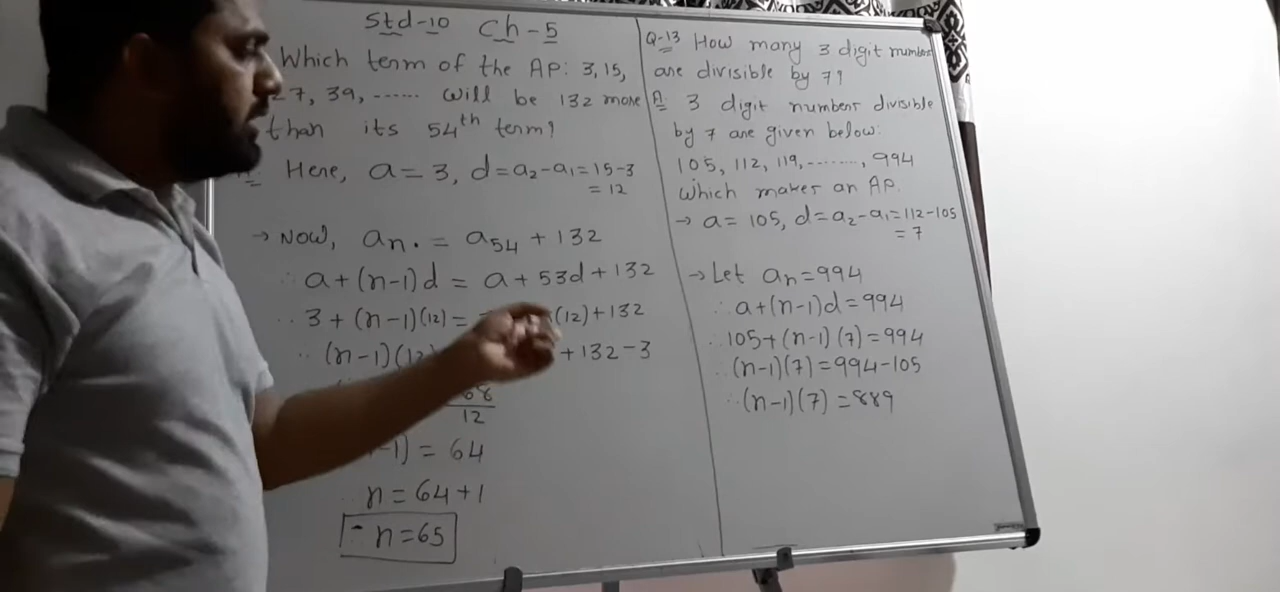 Std-10 Ch-5
Which term of the AP: 3, 15,
7, 39, ...... will be 132 more
than its 54th term?
Here, a = 3, d = a2 - a1 = 15-3
= 12
→ Now, an. = a54 + 132
∴ a + (n-1)d = a + 53d + 132
∴ 3 + (n-1)(12) = (12) + 132
∴ (n-1)(12) + 132 - 3
68
12
-1) = 64
n = 64 + 1
n = 65
Q-13 How many 3 digit number
are divisible by 7?
A 3 digit numbers divisible
by 7 are given below:
105, 112, 119, ........, 994
which makes an AP.
→ a = 105, d = a2 - a1 = 112-105
= 7
→ Let an = 994
∴ a + (n-1)d = 994
∴ 105 + (n-1)(7) = 994
∴ (n-1)(7) = 994-105
∴ (n-1)(7) = 889